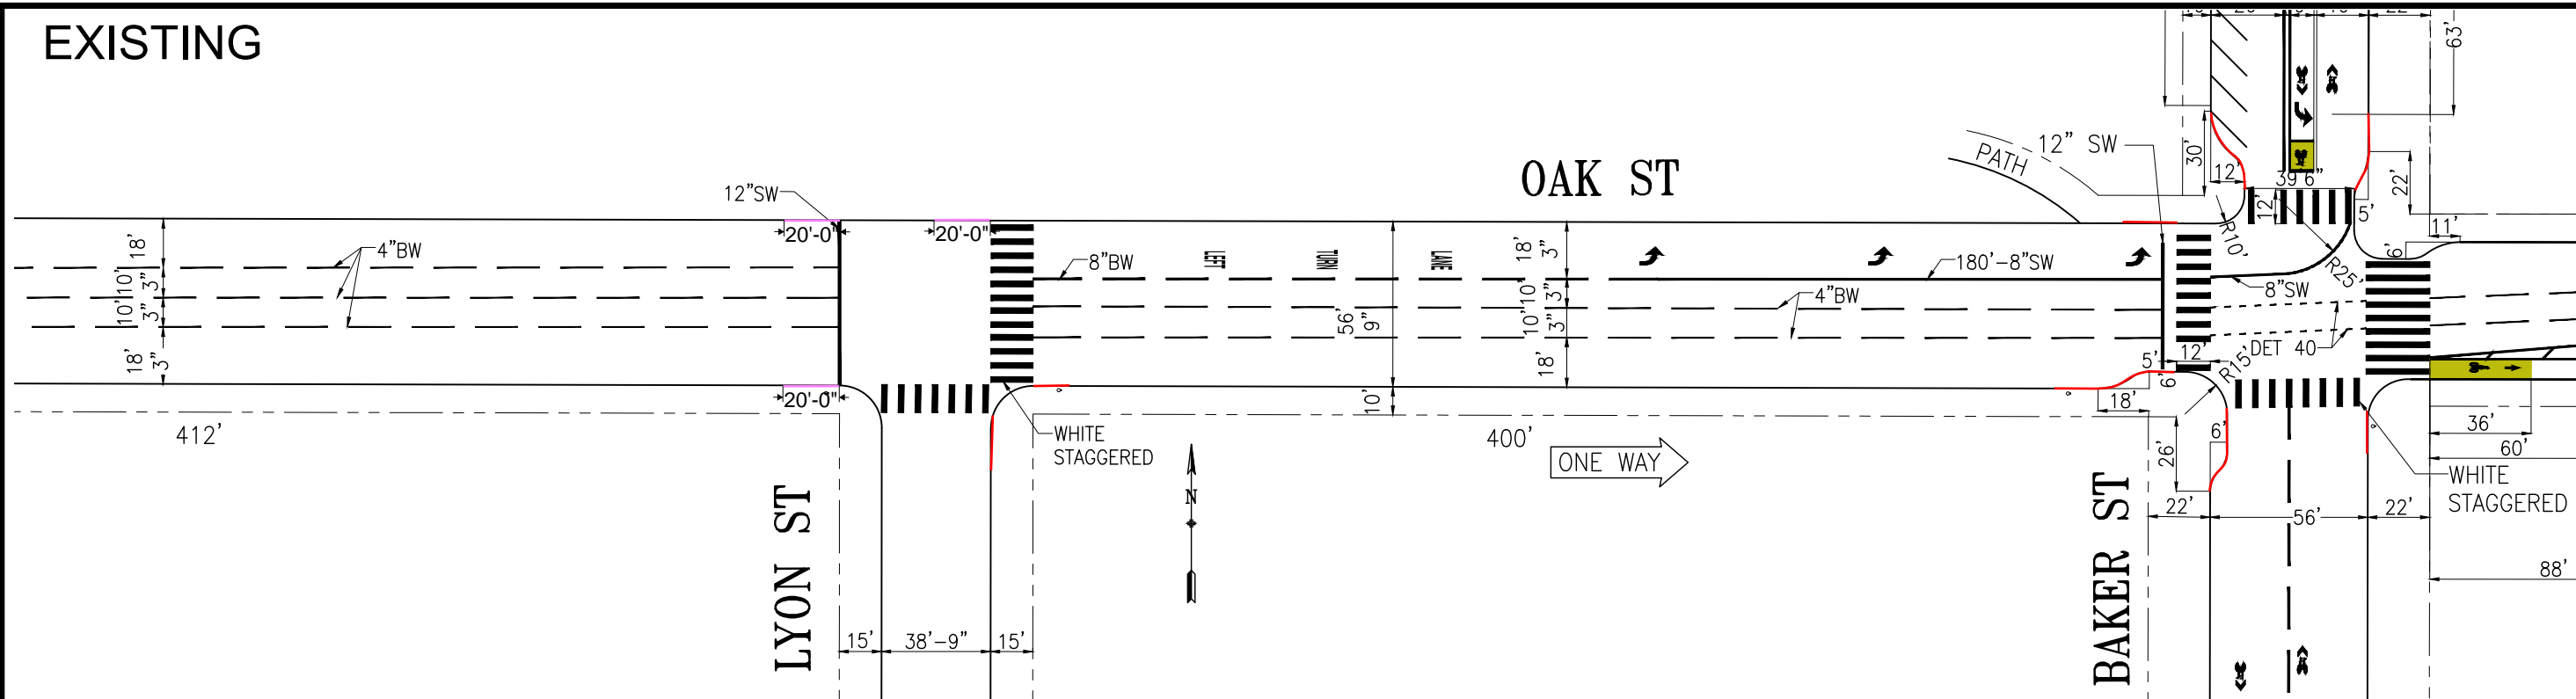 EXISTING
63'
12" SW
PATH
30'
OAK ST
12"SW
12'
39'6"
22'
12'
5'
20'-0"
20'-0"
11'
R10'
6'
18'
4"BW
8"BW
LEFT
TURN
LANE
18'
3"
180'-8"SW
R25'
8"SW
10'
10'
3"
3"
10'
10'
3"
3"
4"BW
56'
9"
18'
3"
18'
5'
12'
R15'
DET 40
6'
20'-0"
10'
18'
36'
412'
WHITE
STAGGERED
400'
ONE WAY
26'
6'
60'
WHITE
STAGGERED
N
LYON ST
BAKER ST
22'
56'
22'
88'
15'
38'-9"
15'